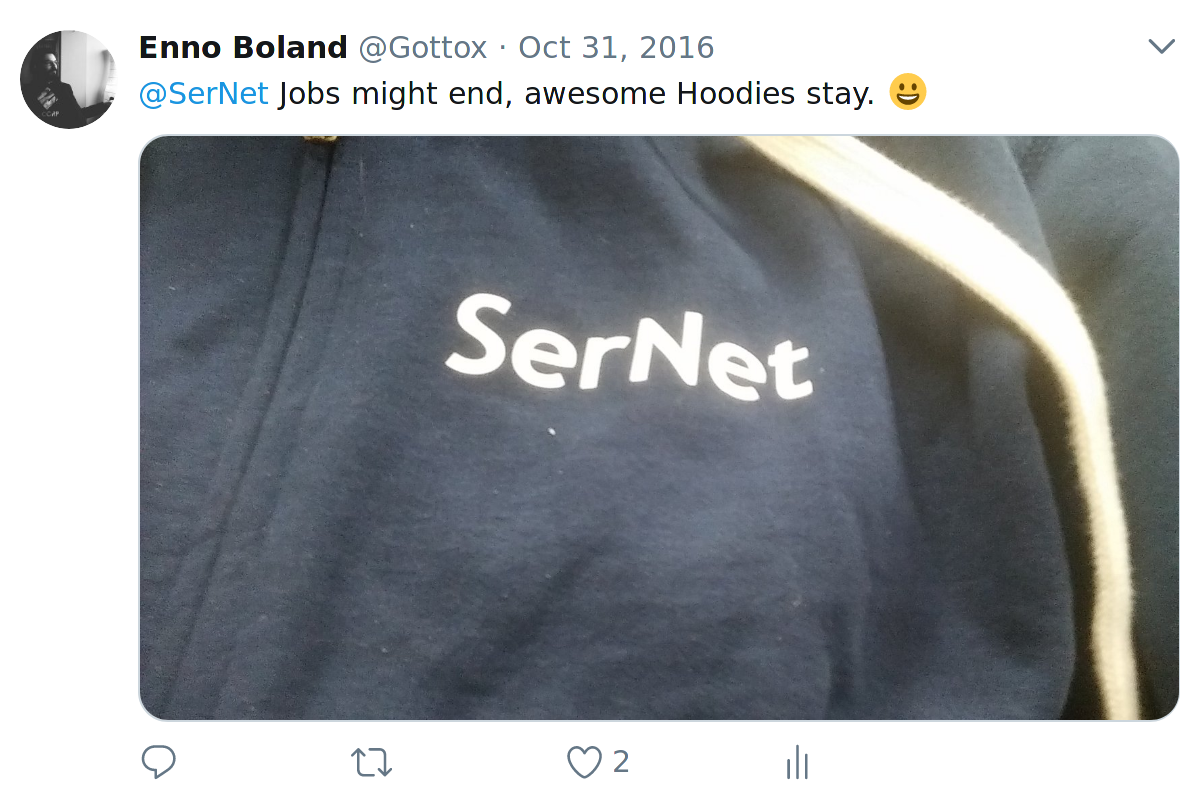 Enno Boland @Gottox · Oct 31, 2016
@SerNet Jobs might end, awesome Hoodies stay. 😀
SerNet
2